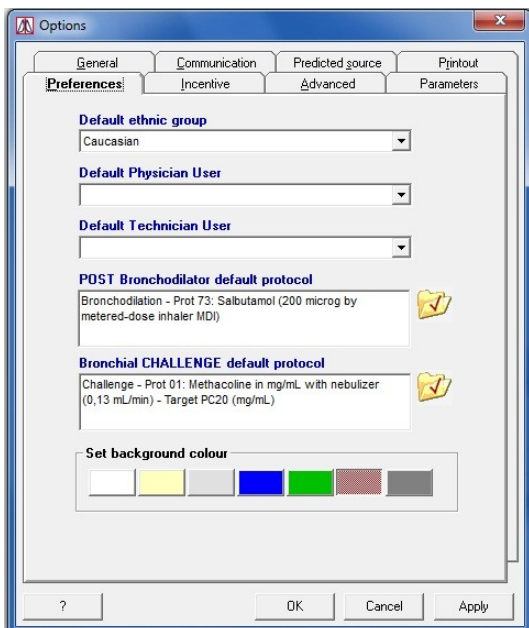 Options
General
Communication
Predicted source
Printout
Preferences
Incentive
Advanced
Parameters
Default ethnic group
Caucasian
Default Physician User
Default Technician User
POST Bronchodilator default protocol
Bronchodilation - Prot 73: Salbutamol (200 microg by
metered-dose inhaler MDI)
Bronchial CHALLENGE default protocol
Challenge - Prot 01: Methacoline in mg/mL with nebulizer
(0,13 mL/min) - Target PC20 (mg/mL)
Set background colour
?
OK
Cancel
Apply